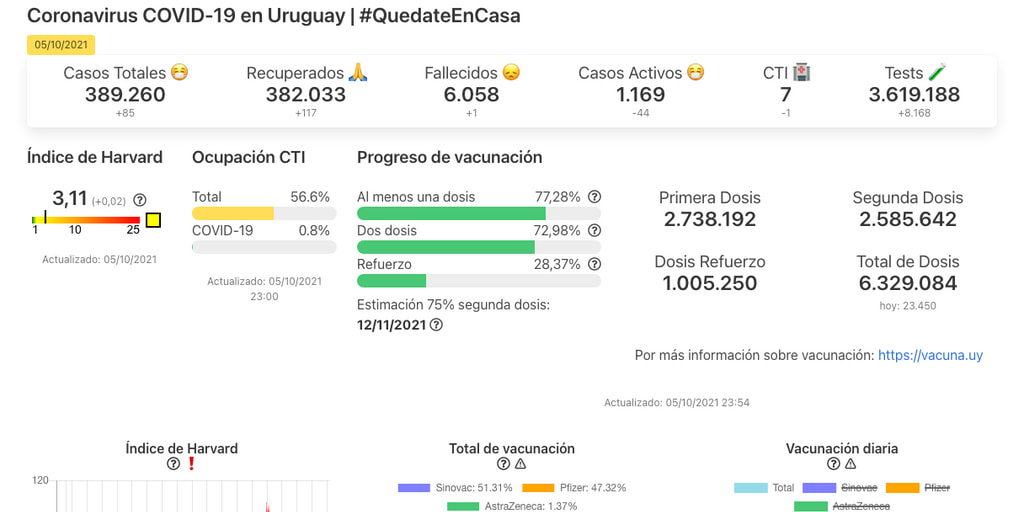 Coronavirus COVID-19 en Uruguay | #QuedateEnCasa
05/10/2021
Casos Totales 😷 Recuperados 🙏 Fallecidos 😞 Casos Activos 😷 CTI 🏥 Tests 🧪
389.260 382.033 6.058 1.169 7 3.619.188
+85 +117 +1 -44 -1 +8.168
Índice de Harvard Ocupación CTI Progreso de vacunación
3,11 (+0,02)
1 10 25
Actualizado: 05/10/2021
Total 56.6%
COVID-19 0.8%
Actualizado: 05/10/2021
23:00
Al menos una dosis 77,28%
Dos dosis 72,98%
Refuerzo 28,37%
Estimación 75% segunda dosis:
12/11/2021
Primera Dosis Segunda Dosis
2.738.192 2.585.642
Dosis Refuerzo Total de Dosis
1.005.250 6.329.084
hoy: 23.450
Por más información sobre vacunación: https://vacuna.uy
Actualizado: 05/10/2021 23:54
Índice de Harvard
120
Total de vacunación
Sinovac: 51.31% Pfizer: 47.32%
AstraZeneca: 1.37%
Vacunación diaria
Total Sinovac Pfizer
AstraZeneca